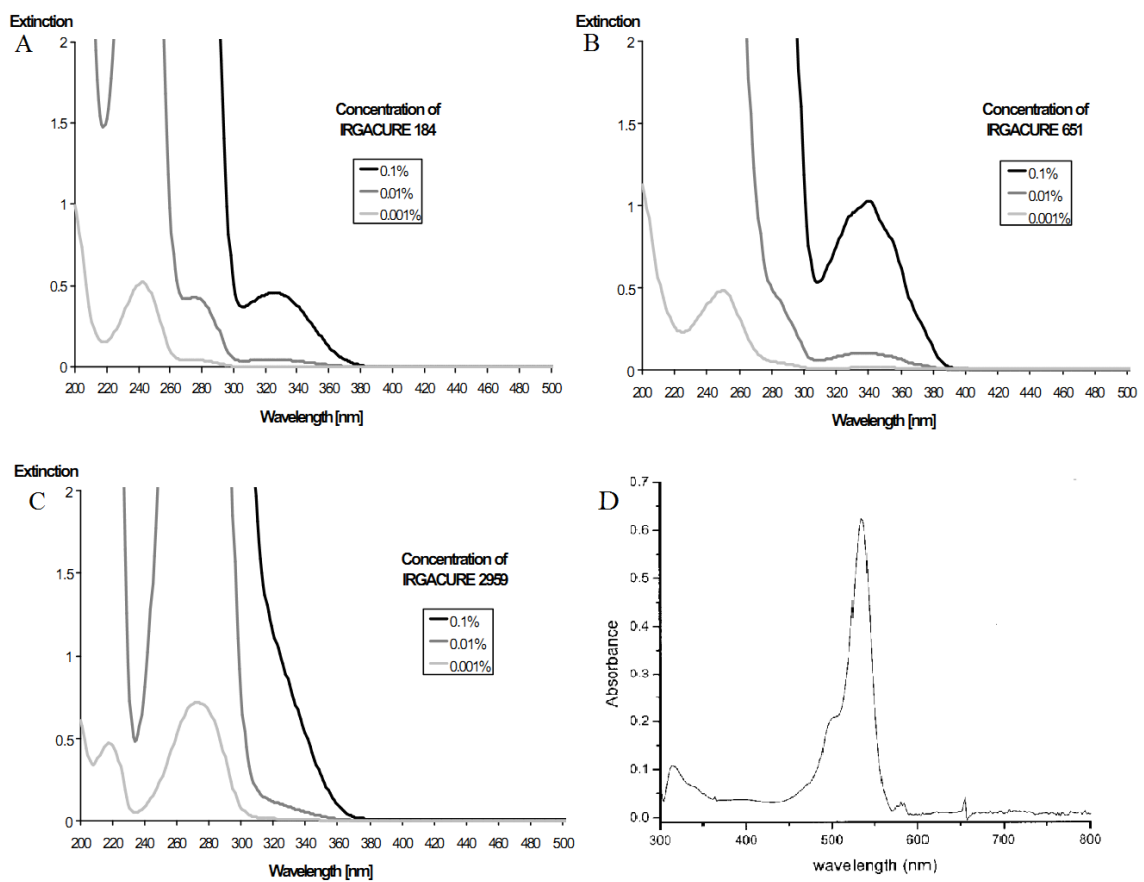 Extinction
A
2
1.5
1
0.5
0
200 220 240 260 280 300 320 340 360 380 400 420 440 460 480 500
Wavelength [nm]
Concentration of
IRGACURE 184
0.1%
0.01%
0.001%
Extinction
B
2
1.5
1
0.5
0
200 220 240 260 280 300 320 340 360 380 400 420 440 460 480 500
Wavelength [nm]
Concentration of
IRGACURE 651
0.1%
0.01%
0.001%
Extinction
C
2
1.5
1
0.5
0
200 220 240 260 280 300 320 340 360 380 400 420 440 460 480 500
Wavelength [nm]
Concentration of
IRGACURE 2959
0.1%
0.01%
0.001%
D
0.7
0.6
0.5
0.4
0.3
0.2
0.1
0.0
Absorbance
300 400 500 600 700 800
wavelength (nm)